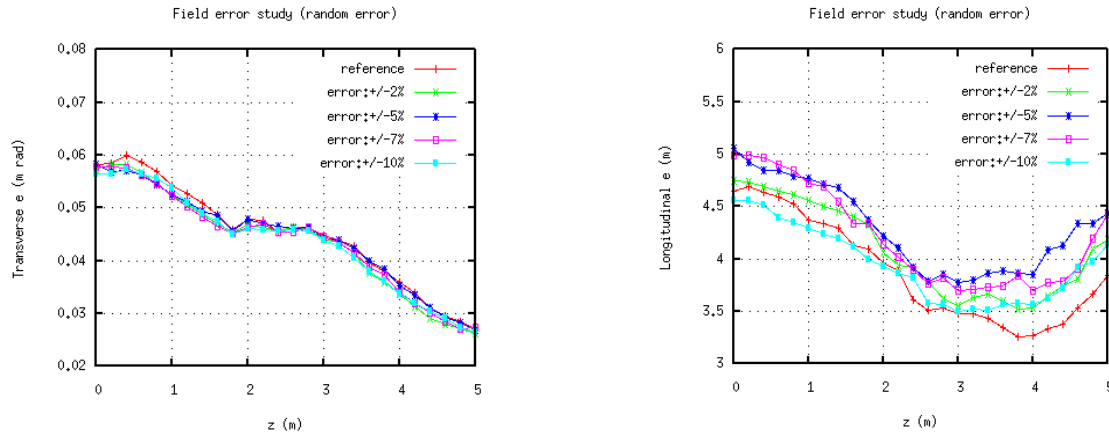 Field error study (random error)
0.08
0.07
0.06
0.05
0.04
0.03
0.02
Transverse e (m rad)
reference
error:+/-2%
error:+/-5%
error:+/-7%
error:+/-10%
0 1 2 3 4 5
z (m)
Field error study (random error)
6
5.5
5
4.5
4
3.5
3
Longitudinal e (m)
reference
error:+/-2%
error:+/-5%
error:+/-7%
error:+/-10%
0 1 2 3 4 5
z (m)